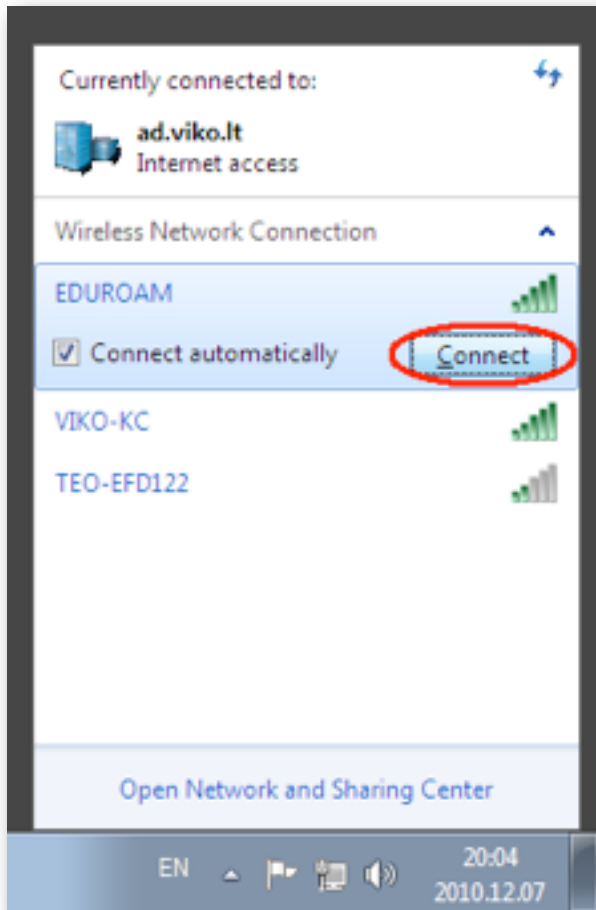 Currently connected to:
ad.viko.lt
Internet access
Wireless Network Connection
EDUROAM
Connect automatically
Connect
VIKO-KC
TEO-EFD122
Open Network and Sharing Center
EN
20:04
2010.12.07